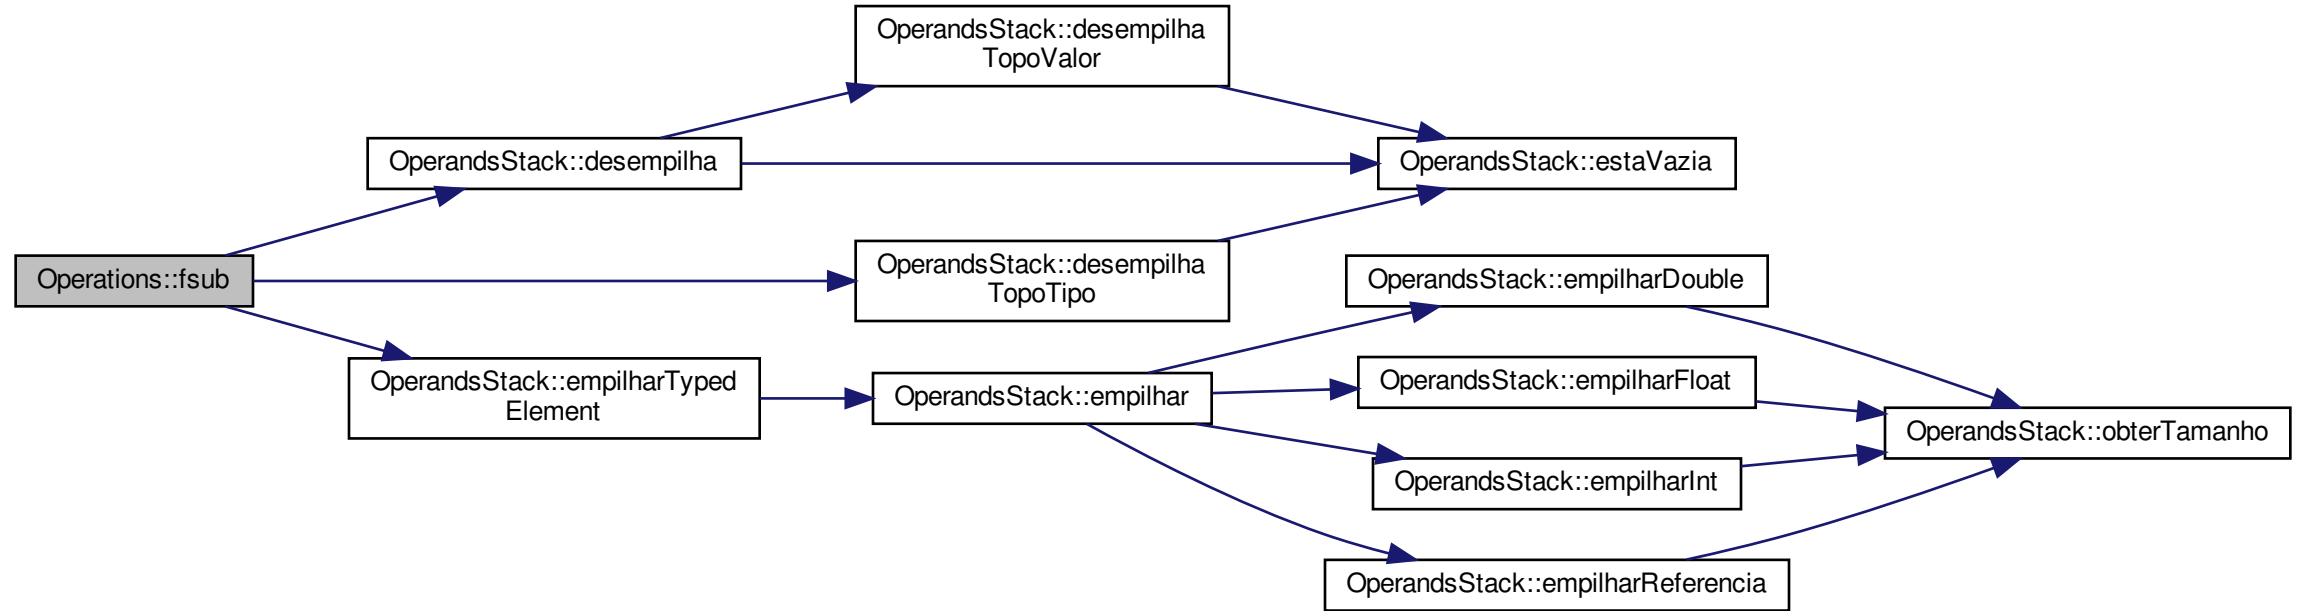 Operations::fsub
OperandsStack::desempilha
OperandsStack::desempilha
TopoValor
OperandsStack::estaVazia
OperandsStack::desempilha
TopoTipo
OperandsStack::empilharTyped
Element
OperandsStack::empilhar
OperandsStack::empilharDouble
OperandsStack::empilharFloat
OperandsStack::empilharInt
OperandsStack::empilharReferencia
OperandsStack::obterTamanho